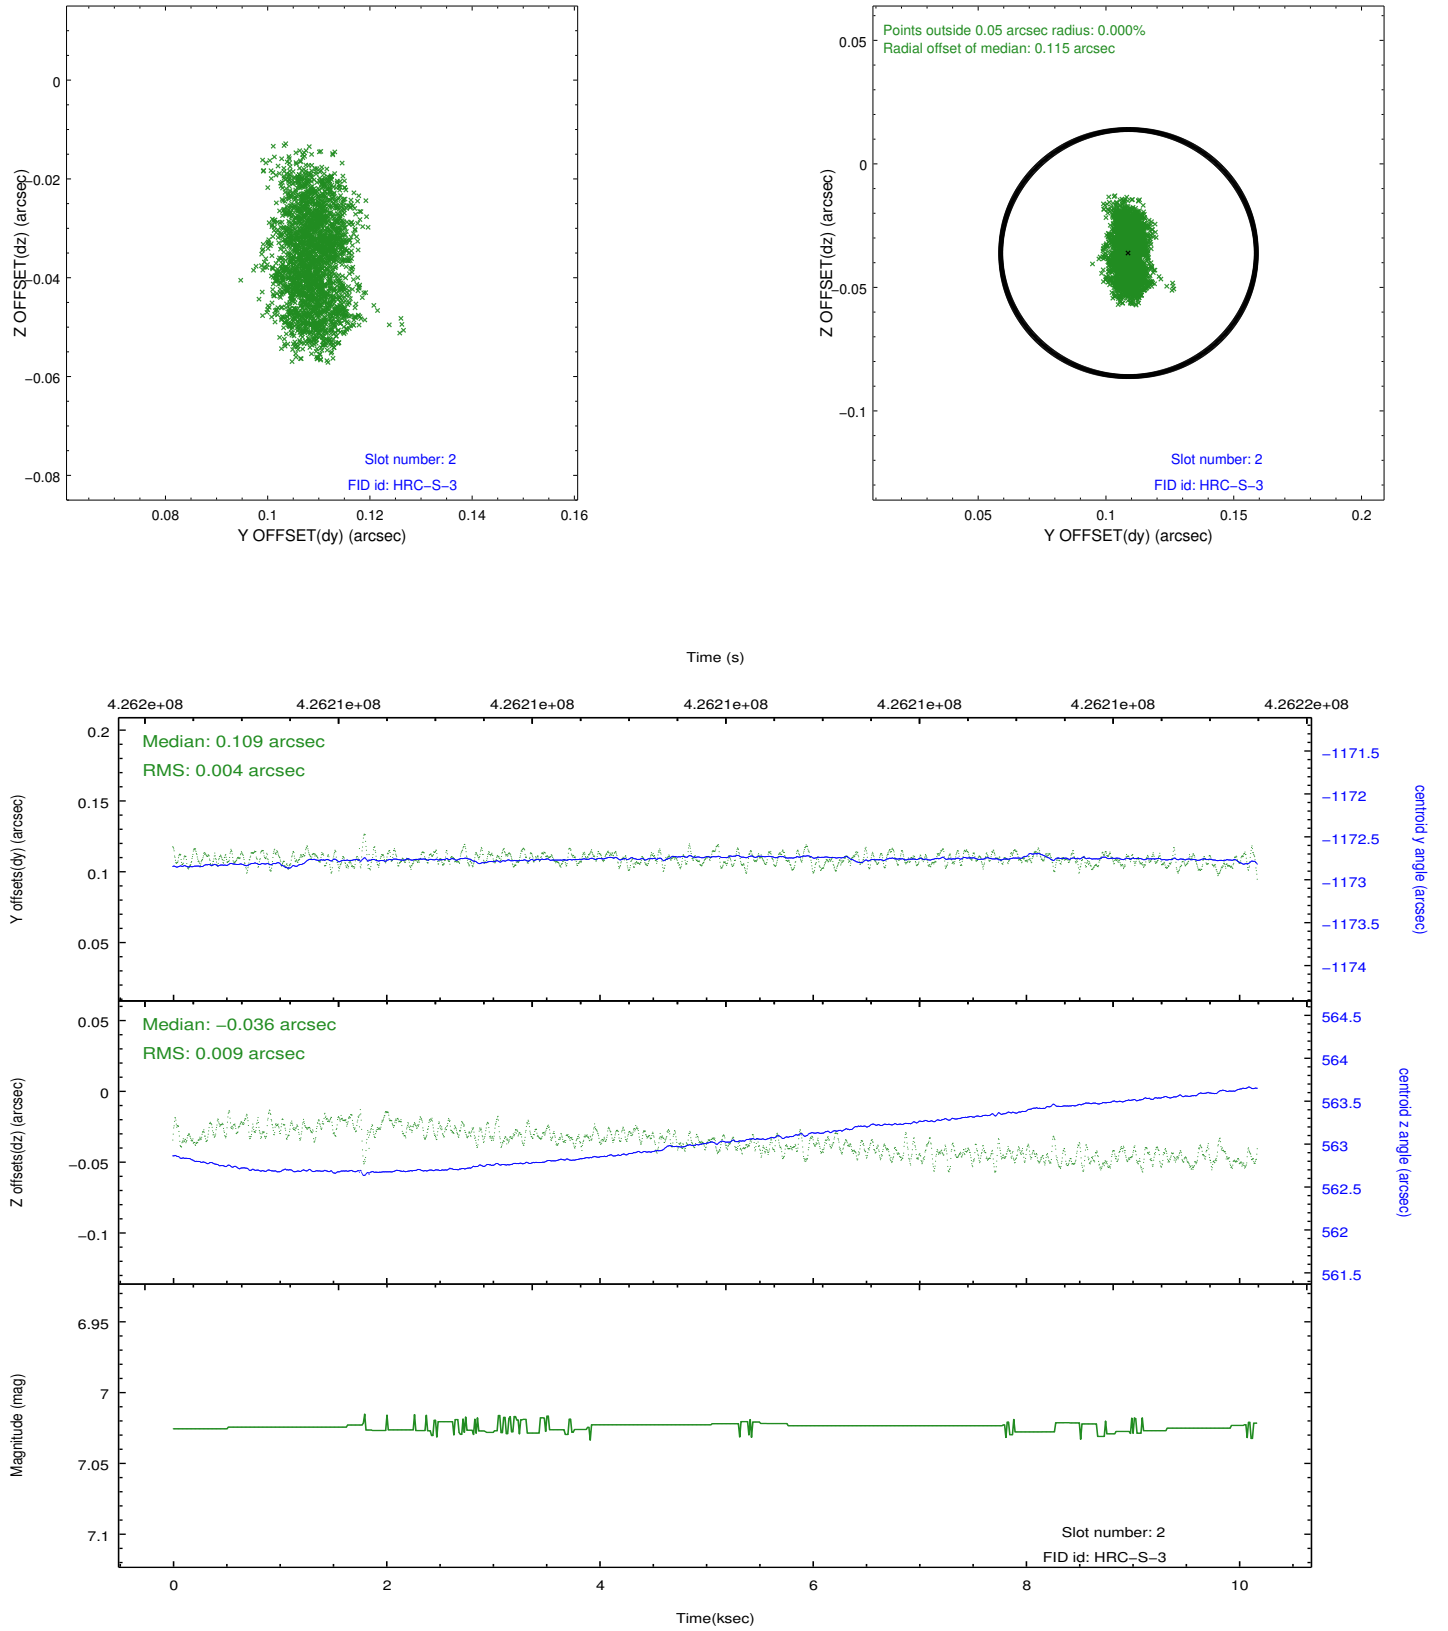 0
−0.02
−0.04
−0.06
−0.08
Z OFFSET(dz) (arcsec)
Slot number: 2
FID id: HRC−S−3
0.08 0.1 0.12 0.14 0.16
Y OFFSET(dy) (arcsec)
Points outside 0.05 arcsec radius: 0.000%
Radial offset of median: 0.115 arcsec
0.05
0
−0.05
−0.1
Z OFFSET(dz) (arcsec)
Slot number: 2
FID id: HRC−S−3
0.05 0.1 0.15 0.2
Y OFFSET(dy) (arcsec)
Time (s)
4.262e+08 4.2621e+08 4.2621e+08 4.2621e+08 4.2621e+08 4.2621e+08 4.2622e+08
Median: 0.109 arcsec
RMS: 0.004 arcsec
0.2
0.15
0.1
0.05
Y offsets(dy) (arcsec)
−1171.5
−1172
−1172.5
−1173
−1173.5
−1174
centroid y angle (arcsec)
Median: −0.036 arcsec
RMS: 0.009 arcsec
0.05
0
−0.05
−0.1
Z offsets(dz) (arcsec)
564.5
564
563.5
563
562.5
562
561.5
centroid z angle (arcsec)
6.95
7
7.05
7.1
Magnitude (mag)
Slot number: 2
FID id: HRC−S−3
0 2 4 6 8 10
Time(ksec)